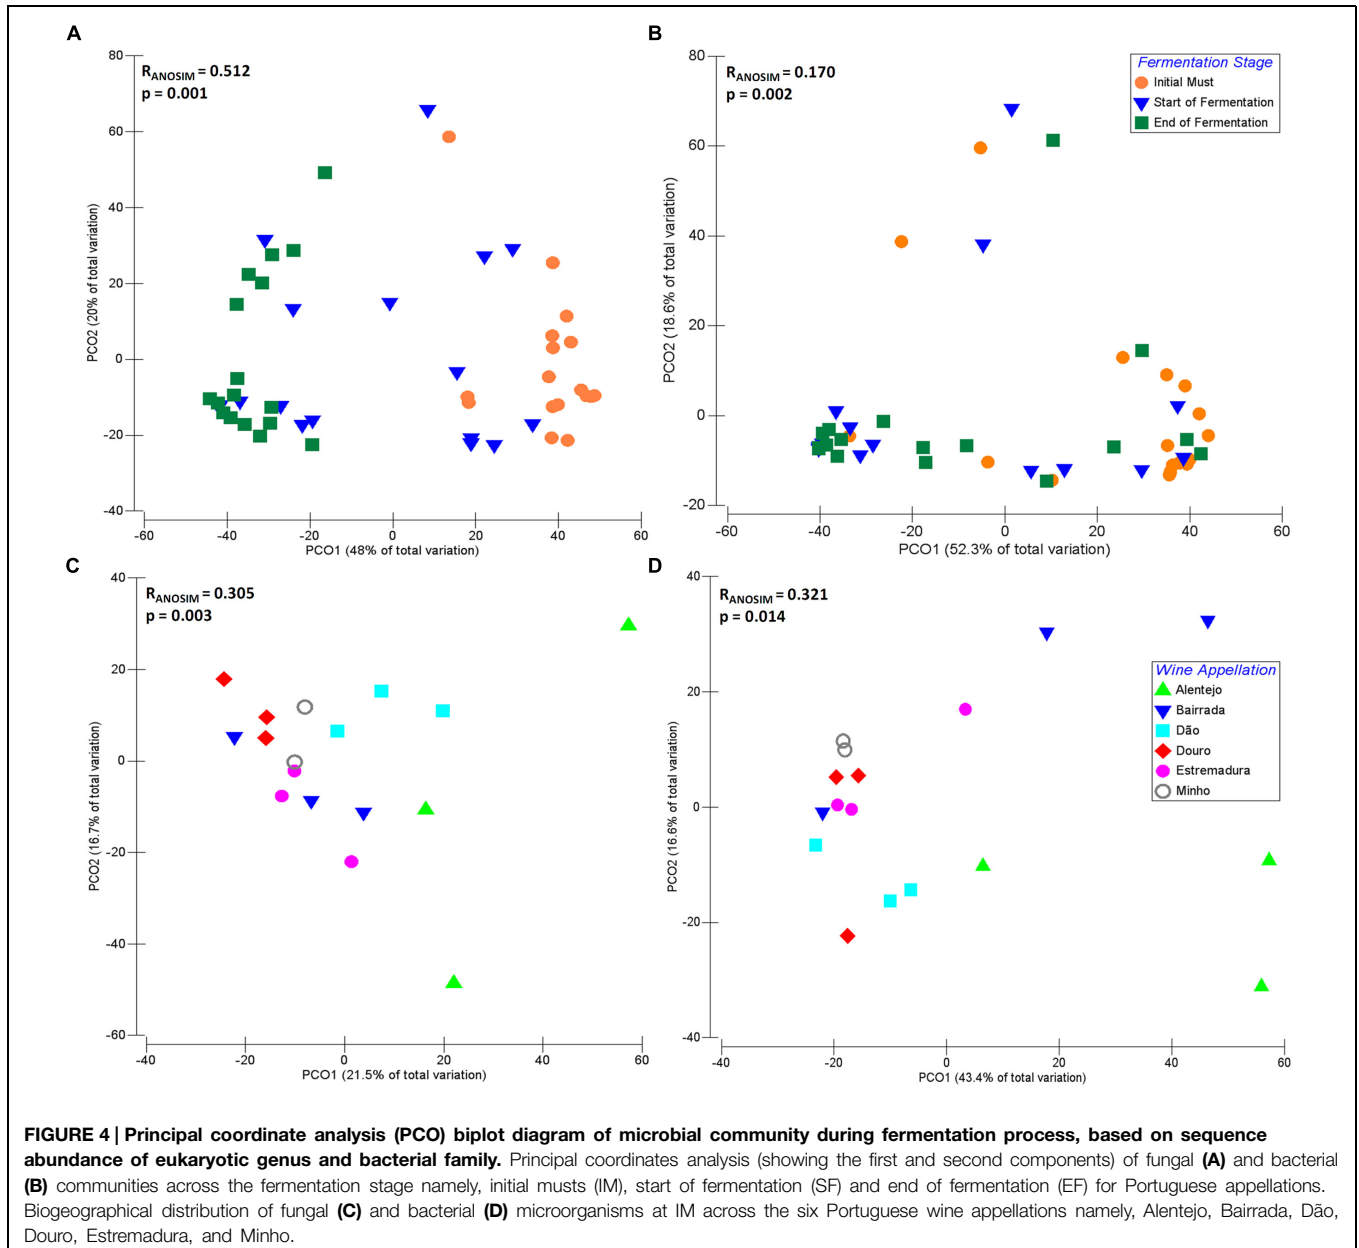 A
R_ANOSIM = 0.512
p = 0.001
80
60
40
20
0
-20
-40
PCO2 (20% of total variation)
-60 -40 -20 0 20 40 60
PCO1 (48% of total variation)
B
R_ANOSIM = 0.170
p = 0.002
80
60
40
20
0
-20
PCO2 (18.6% of total variation)
-60 -40 -20 0 20 40 60
PCO1 (52.3% of total variation)
Fermentation Stage
Initial Must
Start of Fermentation
End of Fermentation
C
R_ANOSIM = 0.305
p = 0.003
40
20
0
-20
-40
-60
PCO2 (16.7% of total variation)
-40 -20 0 20 40 60
PCO1 (21.5% of total variation)
D
R_ANOSIM = 0.321
p = 0.014
40
20
0
-20
-40
PCO2 (16.6% of total variation)
-40 -20 0 20 40 60
PCO1 (43.4% of total variation)
Wine Appellation
Alentejo
Bairrada
Dão
Douro
Estremadura
Minho
FIGURE 4 | Principal coordinate analysis (PCO) biplot diagram of microbial community during fermentation process, based on sequence
abundance of eukaryotic genus and bacterial family. Principal coordinates analysis (showing the first and second components) of fungal (A) and bacterial
(B) communities across the fermentation stage namely, initial musts (IM), start of fermentation (SF) and end of fermentation (EF) for Portuguese appellations.
Biogeographical distribution of fungal (C) and bacterial (D) microorganisms at IM across the six Portuguese wine appellations namely, Alentejo, Bairrada, Dão,
Douro, Estremadura, and Minho.